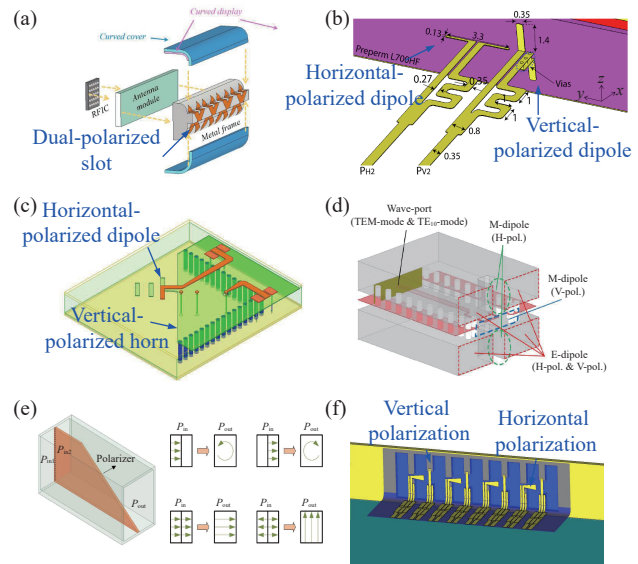 (a)
Curved display
Curved cover
Antenna
module
RFIC
Metal frame
Dual-polarized
slot
(b)
0.35
0.13
3.3
1.4
Preperm L700HF
Horizontal-
polarized dipole
0.27
0.35
Vias
1
1
z
y
x
0.8
0.35
Vertical-
polarized dipole
PH2
PV2
(c)
Horizontal-
polarized dipole
Vertical-
polarized horn
(d)
Wave-port
(TEM-mode & TE10-mode)
M-dipole
(H-pol.)
M-dipole
(V-pol.)
E-dipole
(H-pol. & V-pol.)
(e)
Pin1
Pin2
Polarizer
Pout
Pin Pout Pin Pout
Pin Pout Pin Pout
(f)
Vertical
polarization
Horizontal
polarization